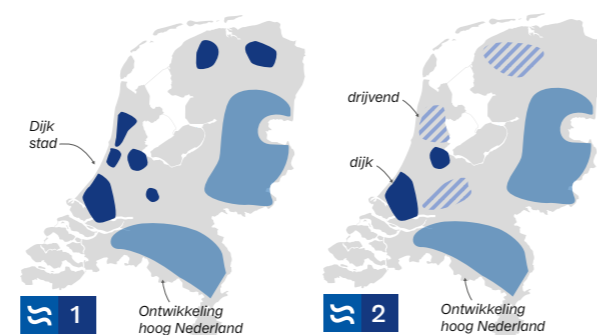 Dijk
stad
1
Ontwikkeling
hoog Nederland
drijvend
dijk
2
Ontwikkeling
hoog Nederland